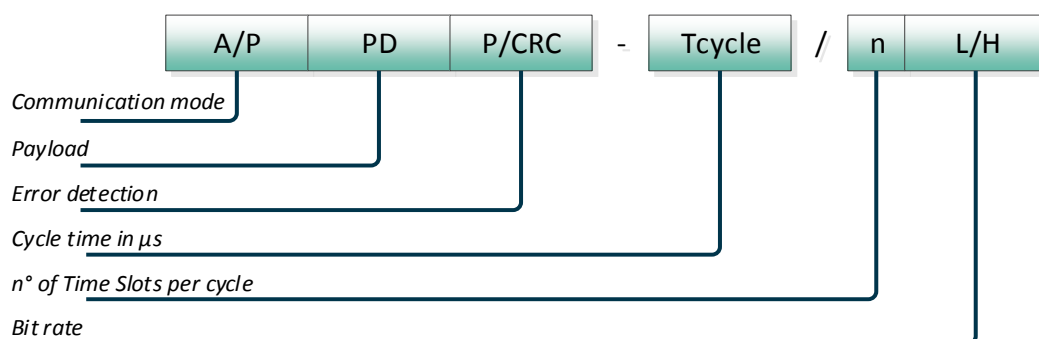 A/P PD P/CRC - Tcycle / n L/H
Communication mode
Payload
Error detection
Cycle time in µs
n° of Time Slots per cycle
Bit rate